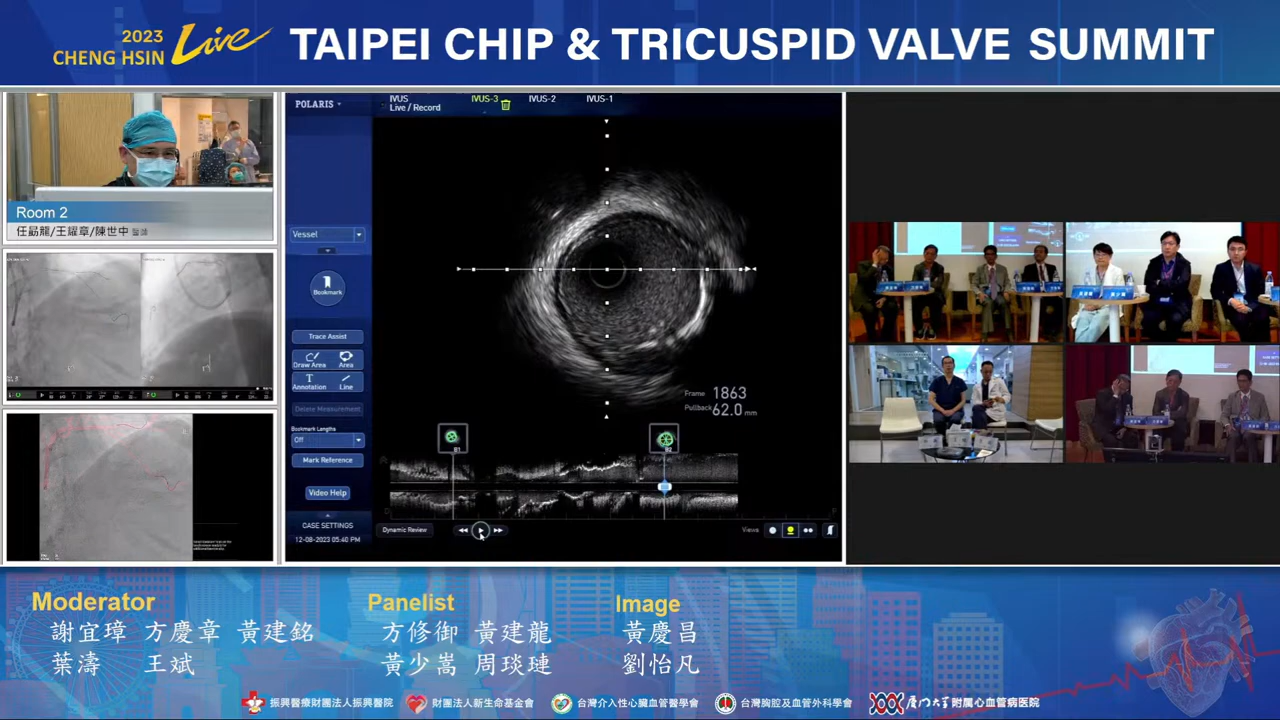 2023
CHENG HSIN
Live
TAIPEI CHIP & TRICUSPID VALVE SUMMIT
POLARIS
IVUS
Live / Record
IVUS-3
IVUS-2
IVUS-1
Room 2
任勗龍/王耀章/陳世中 醫師
Vessel
Bookmark
Trace Assist
Draw Area
Area
Annotation
Line
Delete Measurement
Bookmark Lengths
Off
Mark Reference
Video Help
CASE SETTINGS
12-08-2023 05:40 PM
Frame 1863
Pullback 62.0 mm
B1
B2
Dynamic Review
Views
Moderator
謝宜璋 方慶章 黃建銘
葉濤 王斌
Panelist
方修御 黃建龍
黃少嵩 周琰璉
Image
黃慶昌
劉怡凡
振興醫療財團法人振興醫院
財團法人新生命基金會
台灣介入性心臟血管醫學會
台灣胸腔及血管外科學會
厦门大学附属心血管病医院